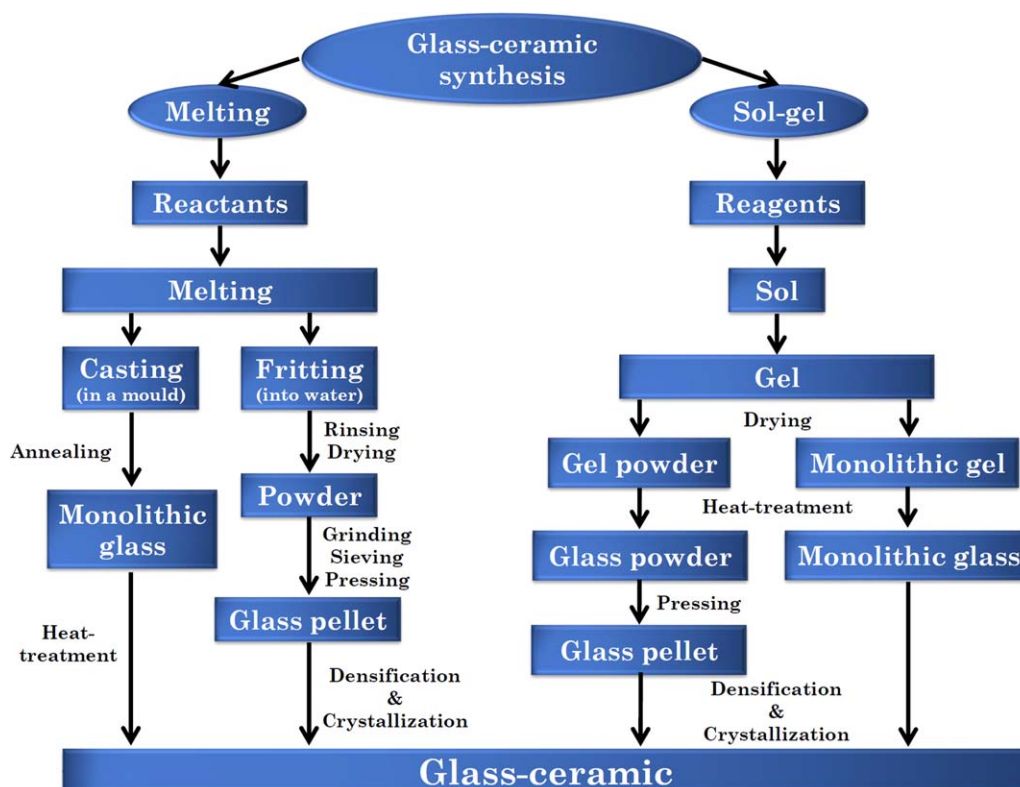 Glass-ceramic
synthesis
Melting
Sol-gel
Reactants
Reagents
Melting
Sol
Casting
(in a mould)
Fritting
(into water)
Gel
Annealing
Rinsing
Drying
Drying
Gel powder
Monolithic gel
Monolithic
glass
Powder
Heat-treatment
Grinding
Sieving
Pressing
Glass powder
Monolithic glass
Glass pellet
Pressing
Heat-
treatment
Glass pellet
Densification
&
Crystallization
Densification
&
Crystallization
Glass-ceramic